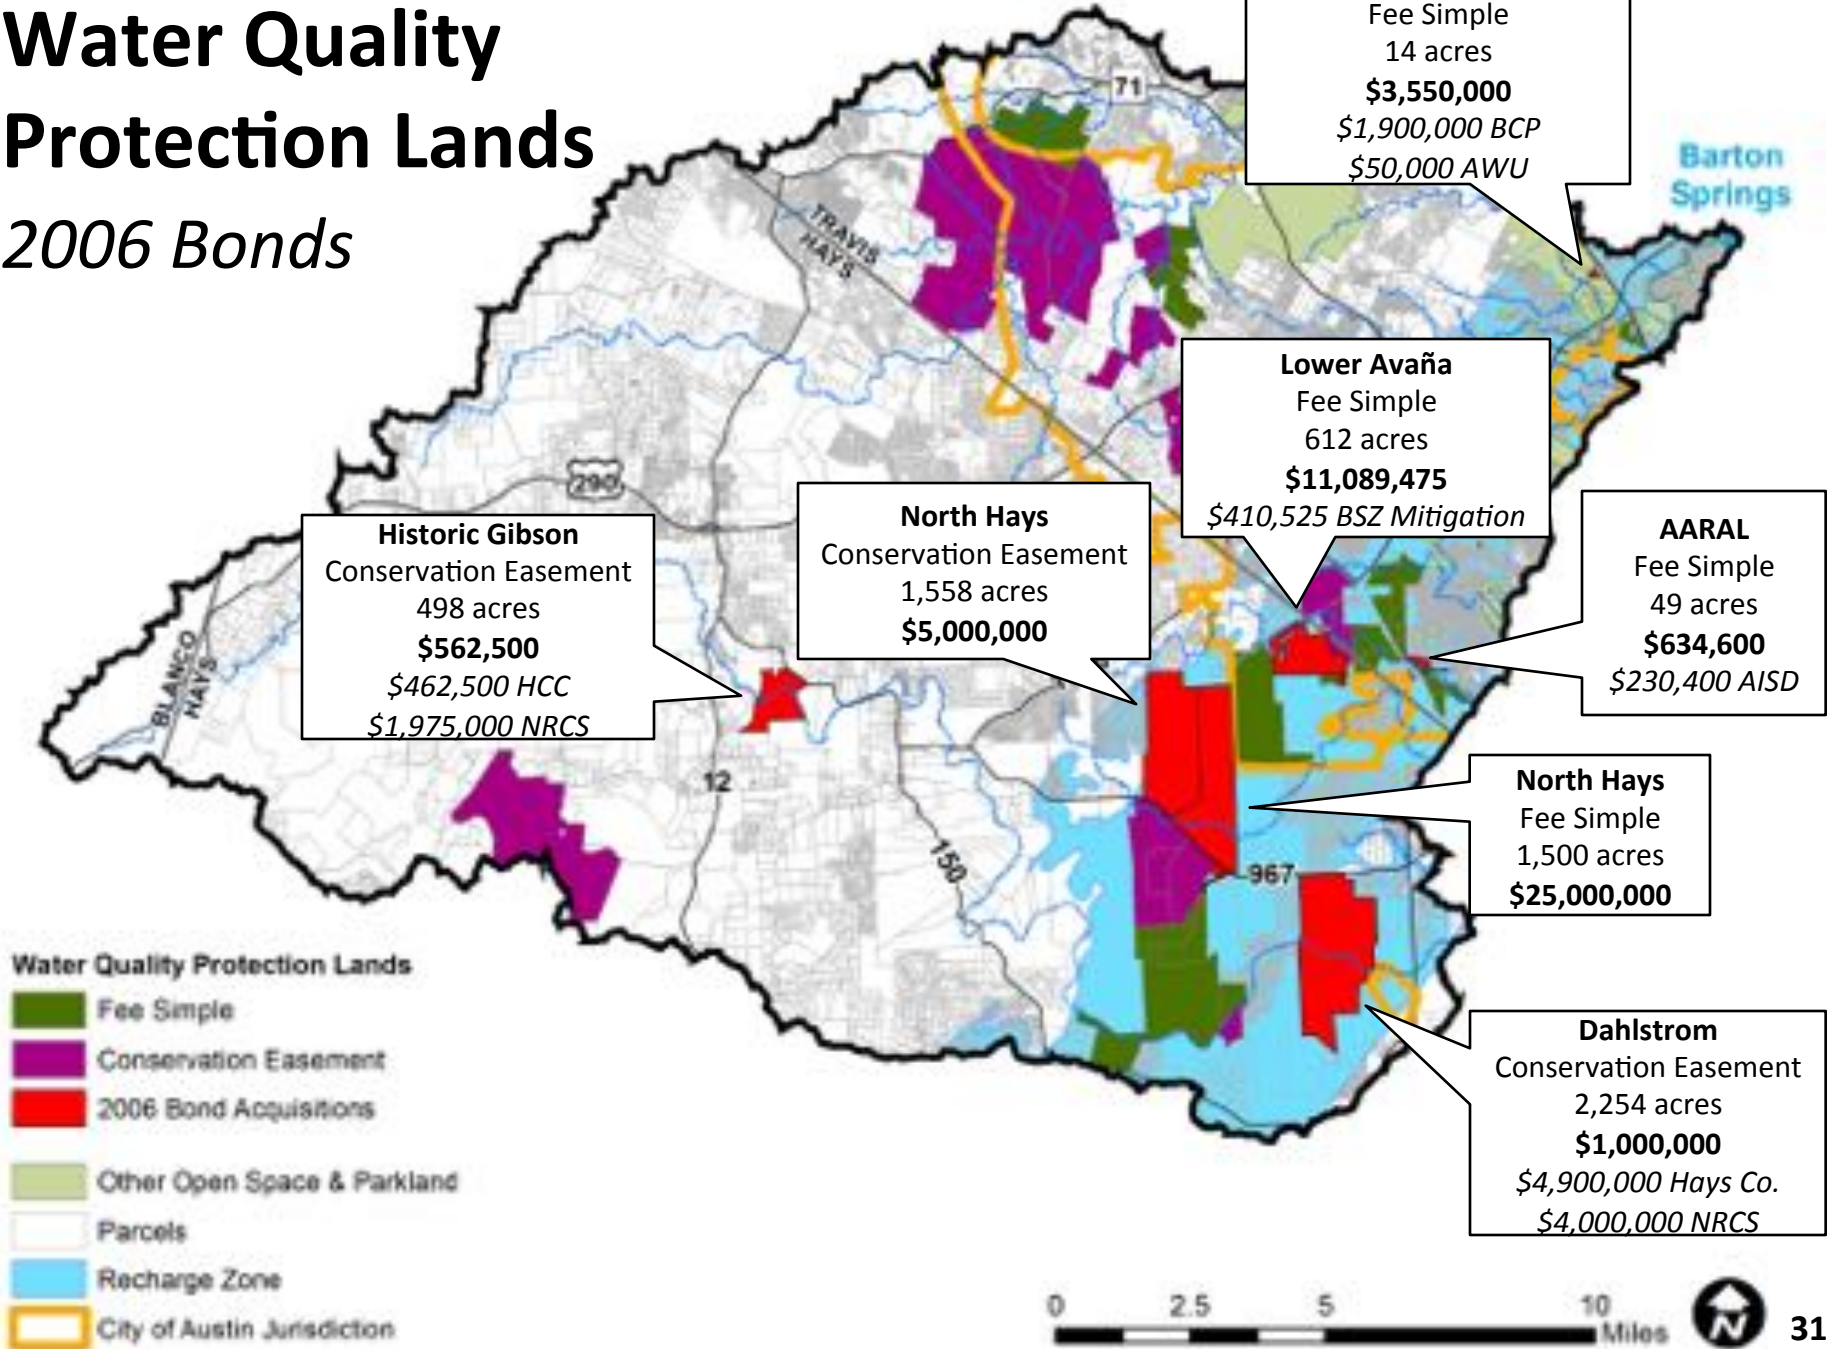 Water Quality
Protection Lands
2006 Bonds
Fee Simple
14 acres
$3,550,000
$1,900,000 BCP
$50,000 AWU
71
Barton
Springs
TRAVIS
HAYS
Lower Avaña
Fee Simple
612 acres
$11,089,475
$410,525 BSZ Mitigation
290
Historic Gibson
Conservation Easement
498 acres
$562,500
$462,500 HCC
$1,975,000 NRCS
North Hays
Conservation Easement
1,558 acres
$5,000,000
AARAL
Fee Simple
49 acres
$634,600
$230,400 AISD
BLANCO
HAYS
12
150
967
North Hays
Fee Simple
1,500 acres
$25,000,000
Dahlstrom
Conservation Easement
2,254 acres
$1,000,000
$4,900,000 Hays Co.
$4,000,000 NRCS
Water Quality Protection Lands
Fee Simple
Conservation Easement
2006 Bond Acquisitions
Other Open Space & Parkland
Parcels
Recharge Zone
City of Austin Jurisdiction
0 2.5 5 10
Miles
N
31